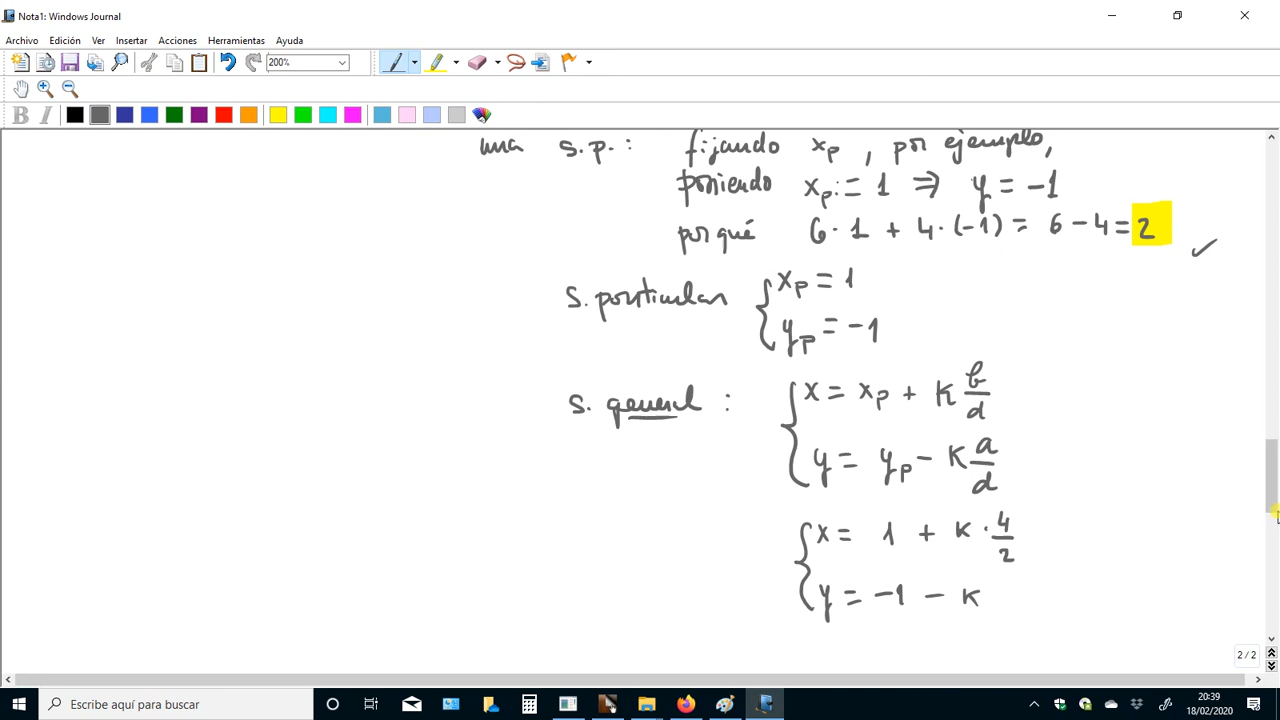 Nota1: Windows Journal
Archivo Edición Ver Insertar Acciones Herramientas Ayuda
200%
B I
una s.p.: fijando xₚ, por ejemplo,
poniendo xₚ := 1 ⇒ y = -1
porqué 6·1 + 4·(-1) = 6 - 4 = 2 ✓
s. particular { xₚ = 1
yₚ = -1
s. general : { x = xₚ + k b/d
y = yₚ - k a/d
{ x = 1 + k · 4/2
y = -1 - k
2 / 2
Escribe aquí para buscar
20:39
18/02/2020